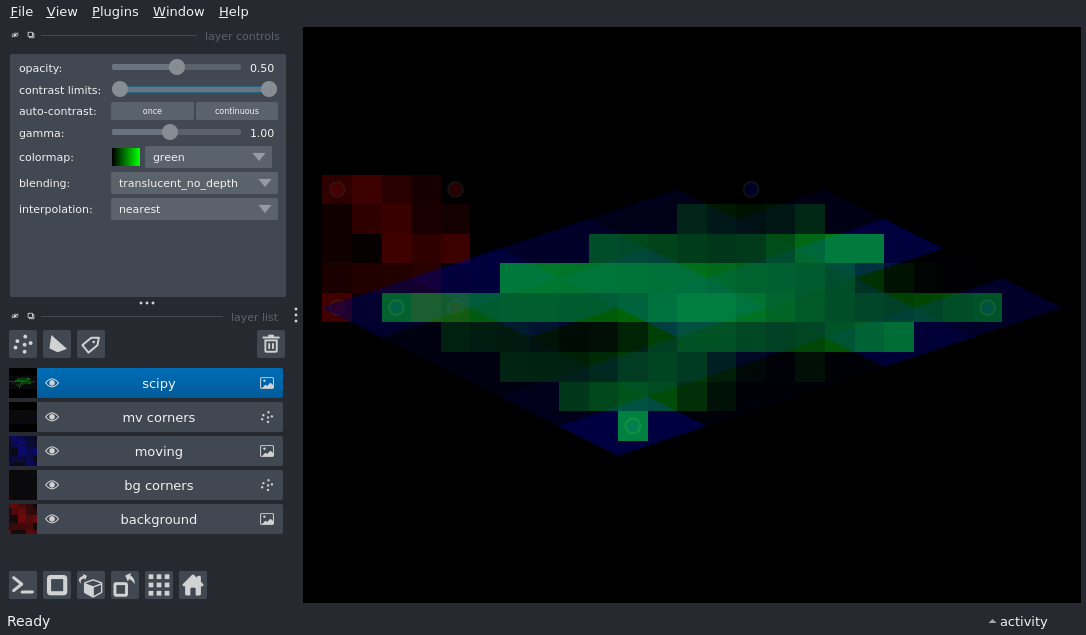 File View Plugins Window Help
layer controls
opacity: 0.50
contrast limits:
auto-contrast: once continuous
gamma: 1.00
colormap: green
blending: translucent_no_depth
interpolation: nearest
layer list
scipy
mv corners
moving
bg corners
background
Ready
activity